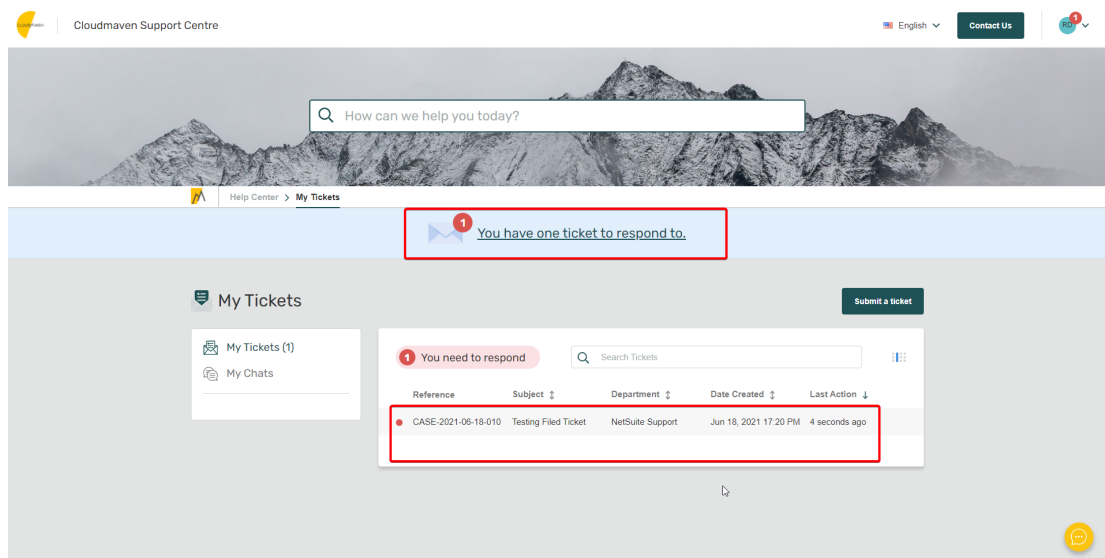 CLOUDMAVEN
Cloudmaven Support Centre
English
Contact Us
RD
1
How can we help you today?
Help Center > My Tickets
1
You have one ticket to respond to.
My Tickets
Submit a ticket
My Tickets (1)
My Chats
1 You need to respond
Search Tickets
Reference Subject Department Date Created Last Action
CASE-2021-06-18-010 Testing Filed Ticket NetSuite Support Jun 18, 2021 17:20 PM 4 seconds ago